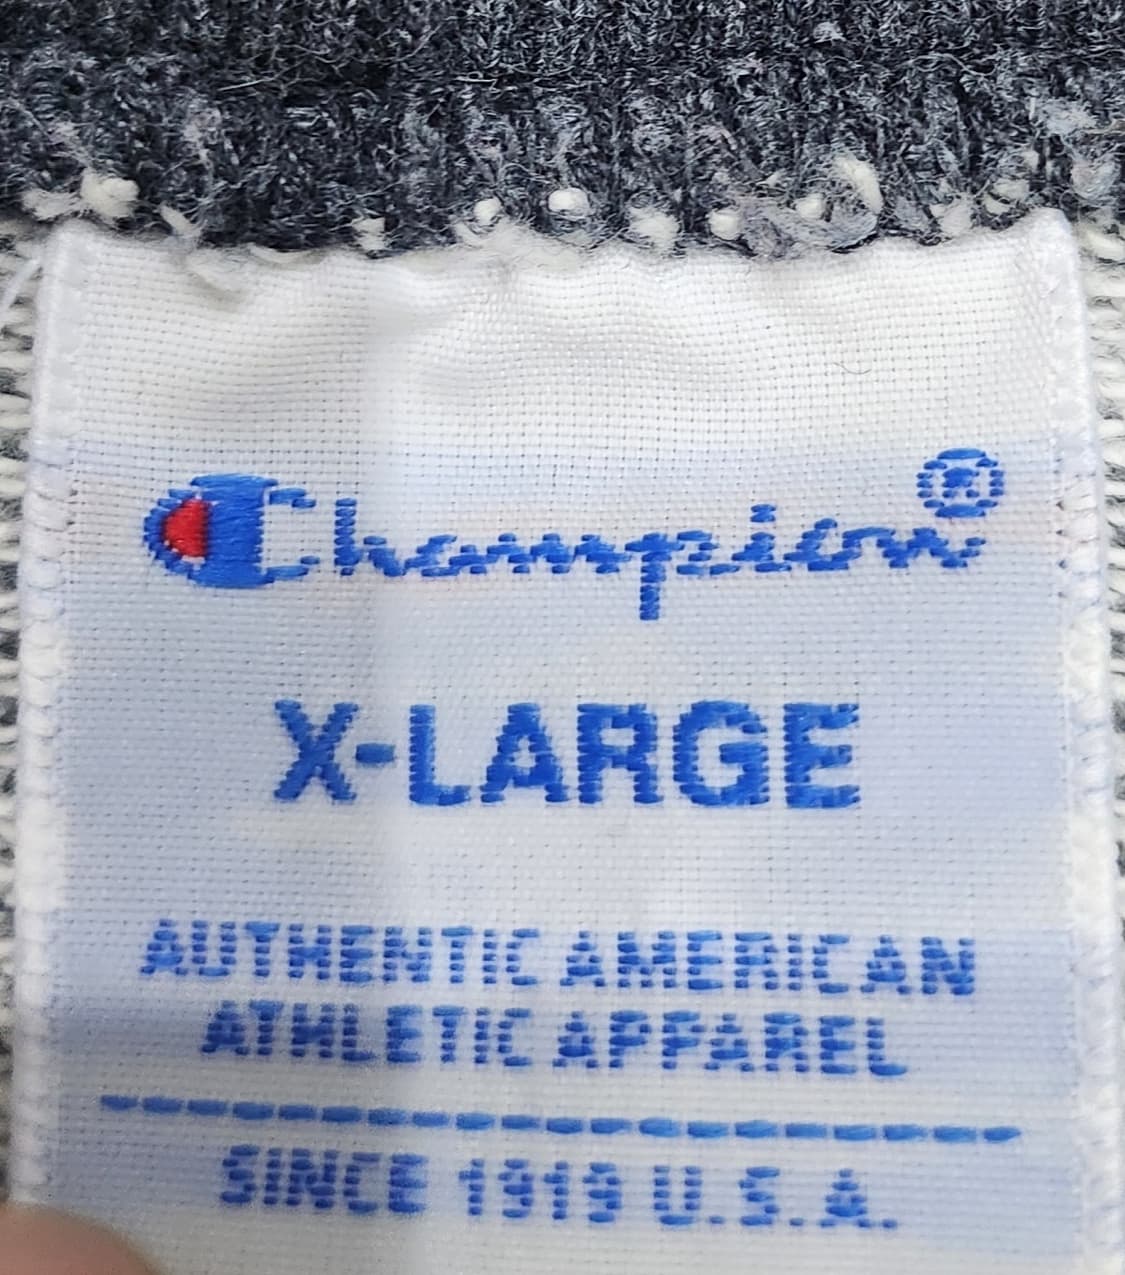 Champion®
X-LARGE
AUTHENTIC AMERICAN
ATHLETIC APPAREL
SINCE 1919 U.S.A.